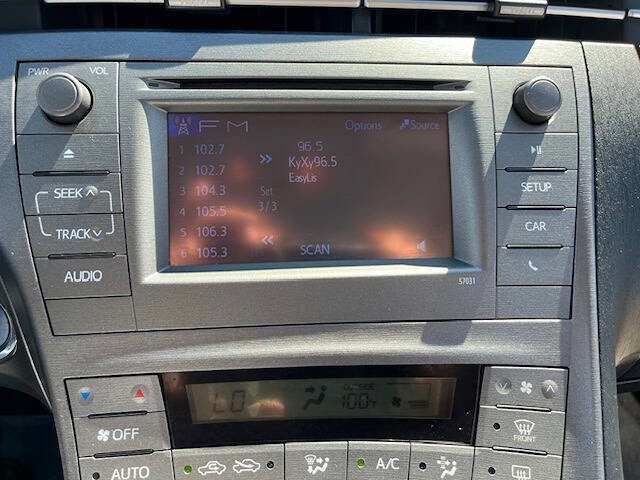 PWR VOL
FM
Options
Source
1 102.7
2 102.7
3 104.3
4 105.5
5 106.3
6 105.3
96.5
KyXy96.5
EasyLis
Set
3/3
SCAN
57031
SEEK
TRACK
AUDIO
SETUP
CAR
LO
OUTSIDE
100°F
OFF
AUTO
A/C
FRONT